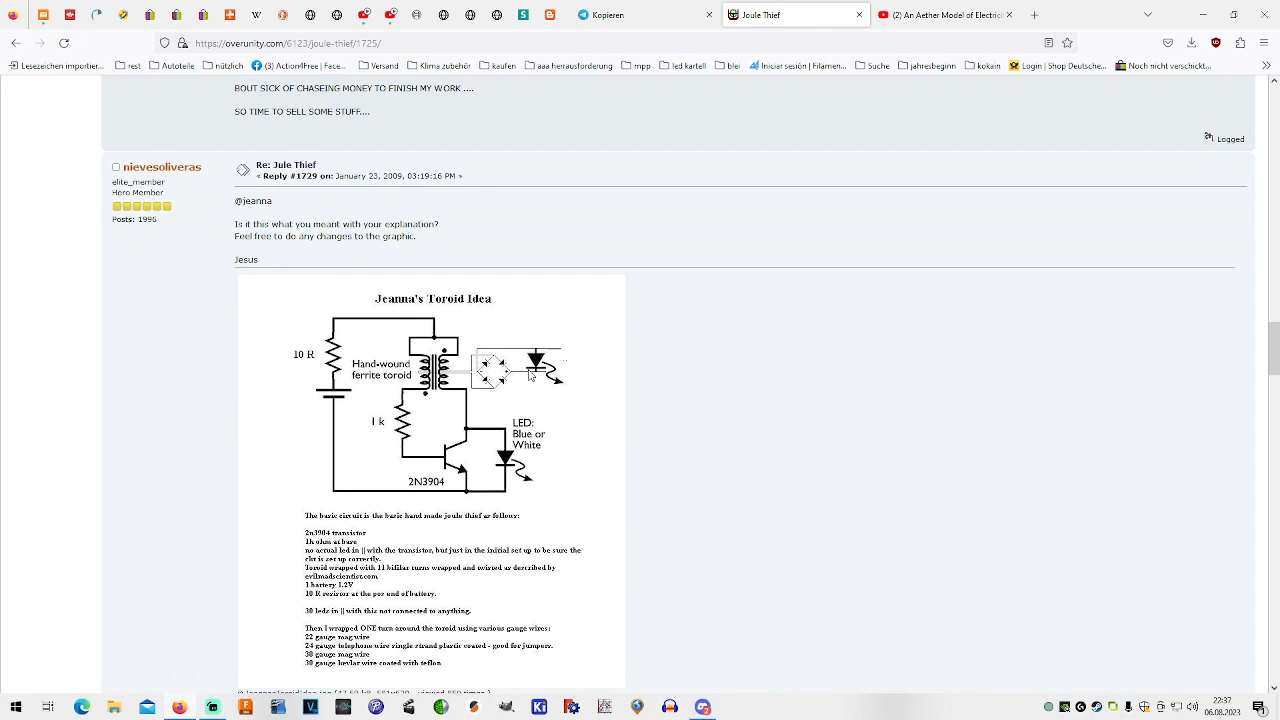 Kopieren
Joule Thief
(2) An Aether Model of Electrici
https://overunity.com/6123/joule-thief/1725/
Lesezeichen importier...
rest
Autoteile
nützlich
(3) Action4Free | Face...
Versand
Klima zubehör
kaufen
aaa herrausforderung
mpp
led kartell
blei
Iniciar sesión | Filamen...
Suche
jahresbeginn
kokain
Login | Shop Deutsche...
Noch nicht verschickt...
BOUT SICK OF CHASEING MONEY TO FINISH MY WORK ....
SO TIME TO SELL SOME STUFF....
Logged
nievesoliveras
elite_member
Hero Member
Posts: 1996
Re: Jule Thief
« Reply #1729 on: January 23, 2009, 03:19:16 PM »
@jeanna
Is it this what you meant with your explanation?
Feel free to do any changes to the graphic.
Jesus
Jeanna's Toroid Idea
10 R
Hand-wound
ferrite toroid
1 k
LED:
Blue or
White
2N3904
The basic circuit is the basic hand made joule thief as follows:
2n3904 transistor
1k ohm at base
no actual led in || with the transistor, but just in the initial set up to be sure the
ckt is set up correctly.
Toroid wrapped with 11 bifilar turns wrapped and twisted as described by
evilmadscientist.com
1 battery 1.2V
10 R resistor at the pos end of battery.
30 leds in || with this not connected to anything.
Then I wrapped ONE turn around the toroid using various gauge wires:
22 gauge mag wire
24 gauge telephone wire single strand plastic coated - good for jumpers.
30 gauge mag wire
30 gauge kevlar wire coated with teflon
22:37
06.08.2023